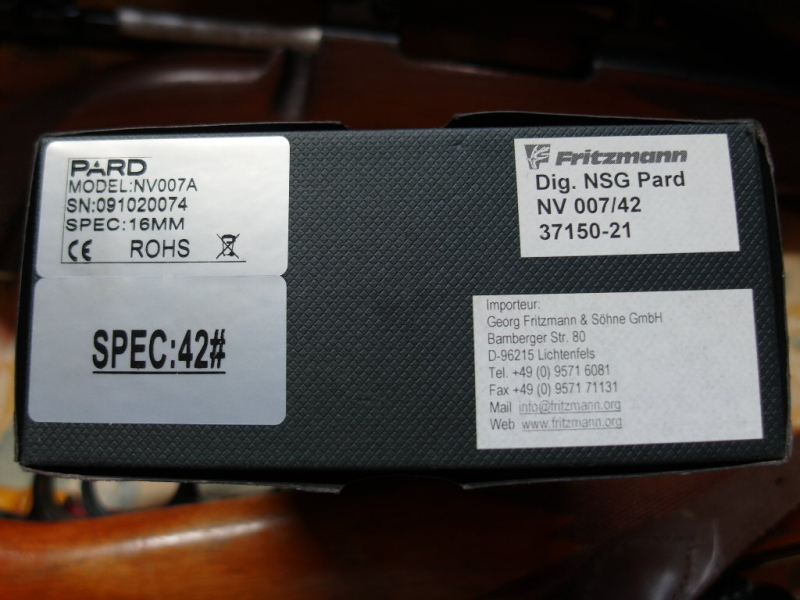 PARD
MODEL:NV007A
SN:091020074
SPEC:16MM
CE ROHS
SPEC:42#
Fritzmann
Dig. NSG Pard
NV 007/42
37150-21
Importeur:
Georg Fritzmann & Söhne GmbH
Bamberger Str. 80
D-96215 Lichtenfels
Tel. +49 (0) 9571 6081
Fax +49 (0) 9571 71131
Mail info@fritzmann.org
Web www.fritzmann.org